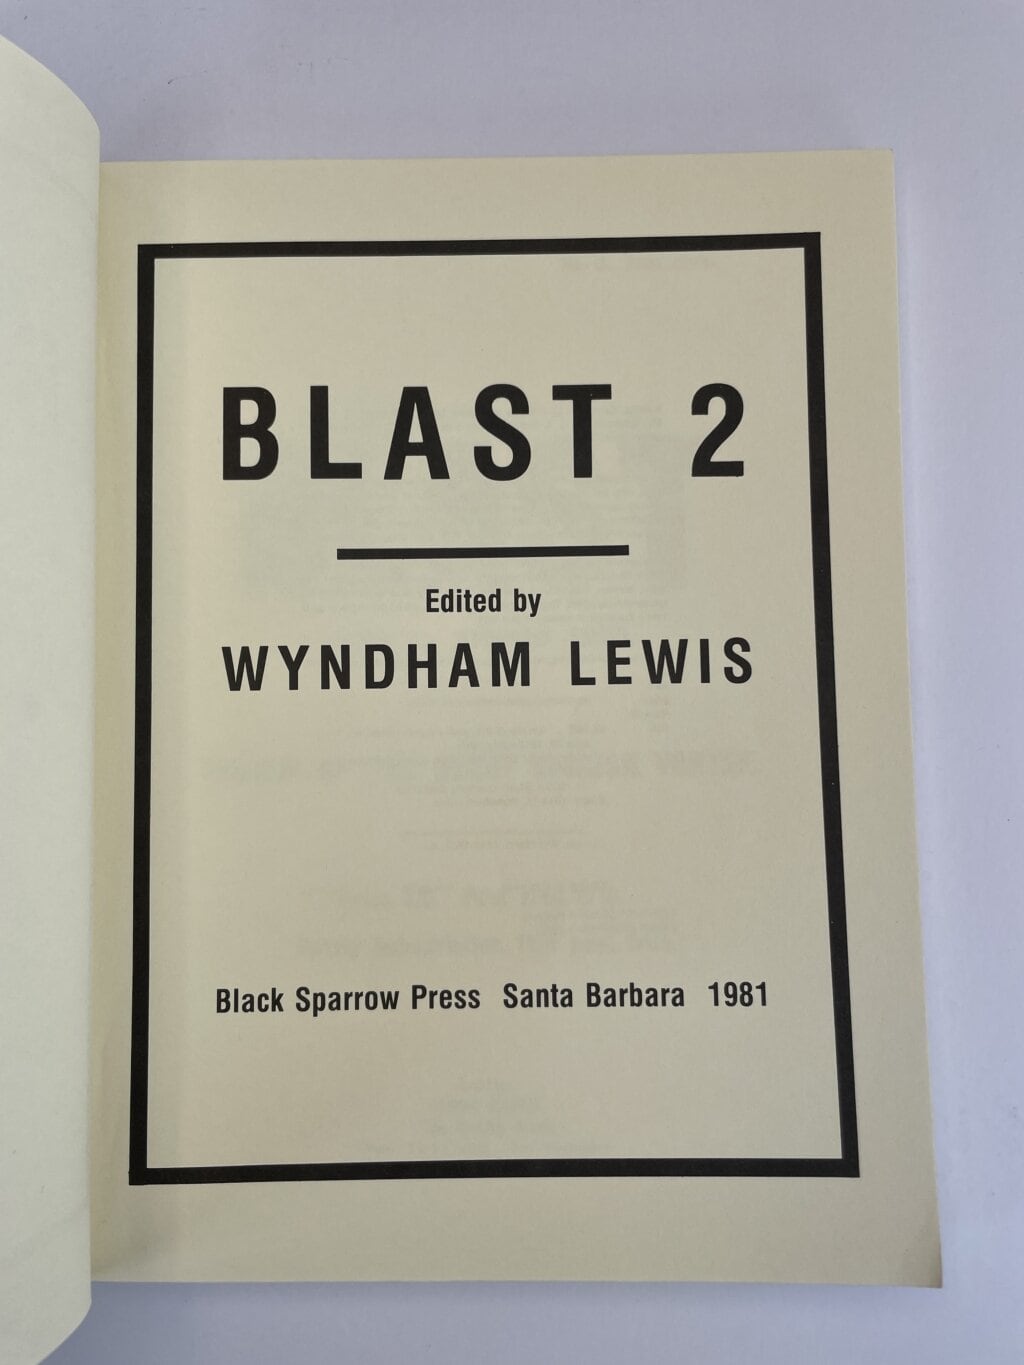 BLAST 2
Edited by
WYNDHAM LEWIS
Black Sparrow Press Santa Barbara 1981